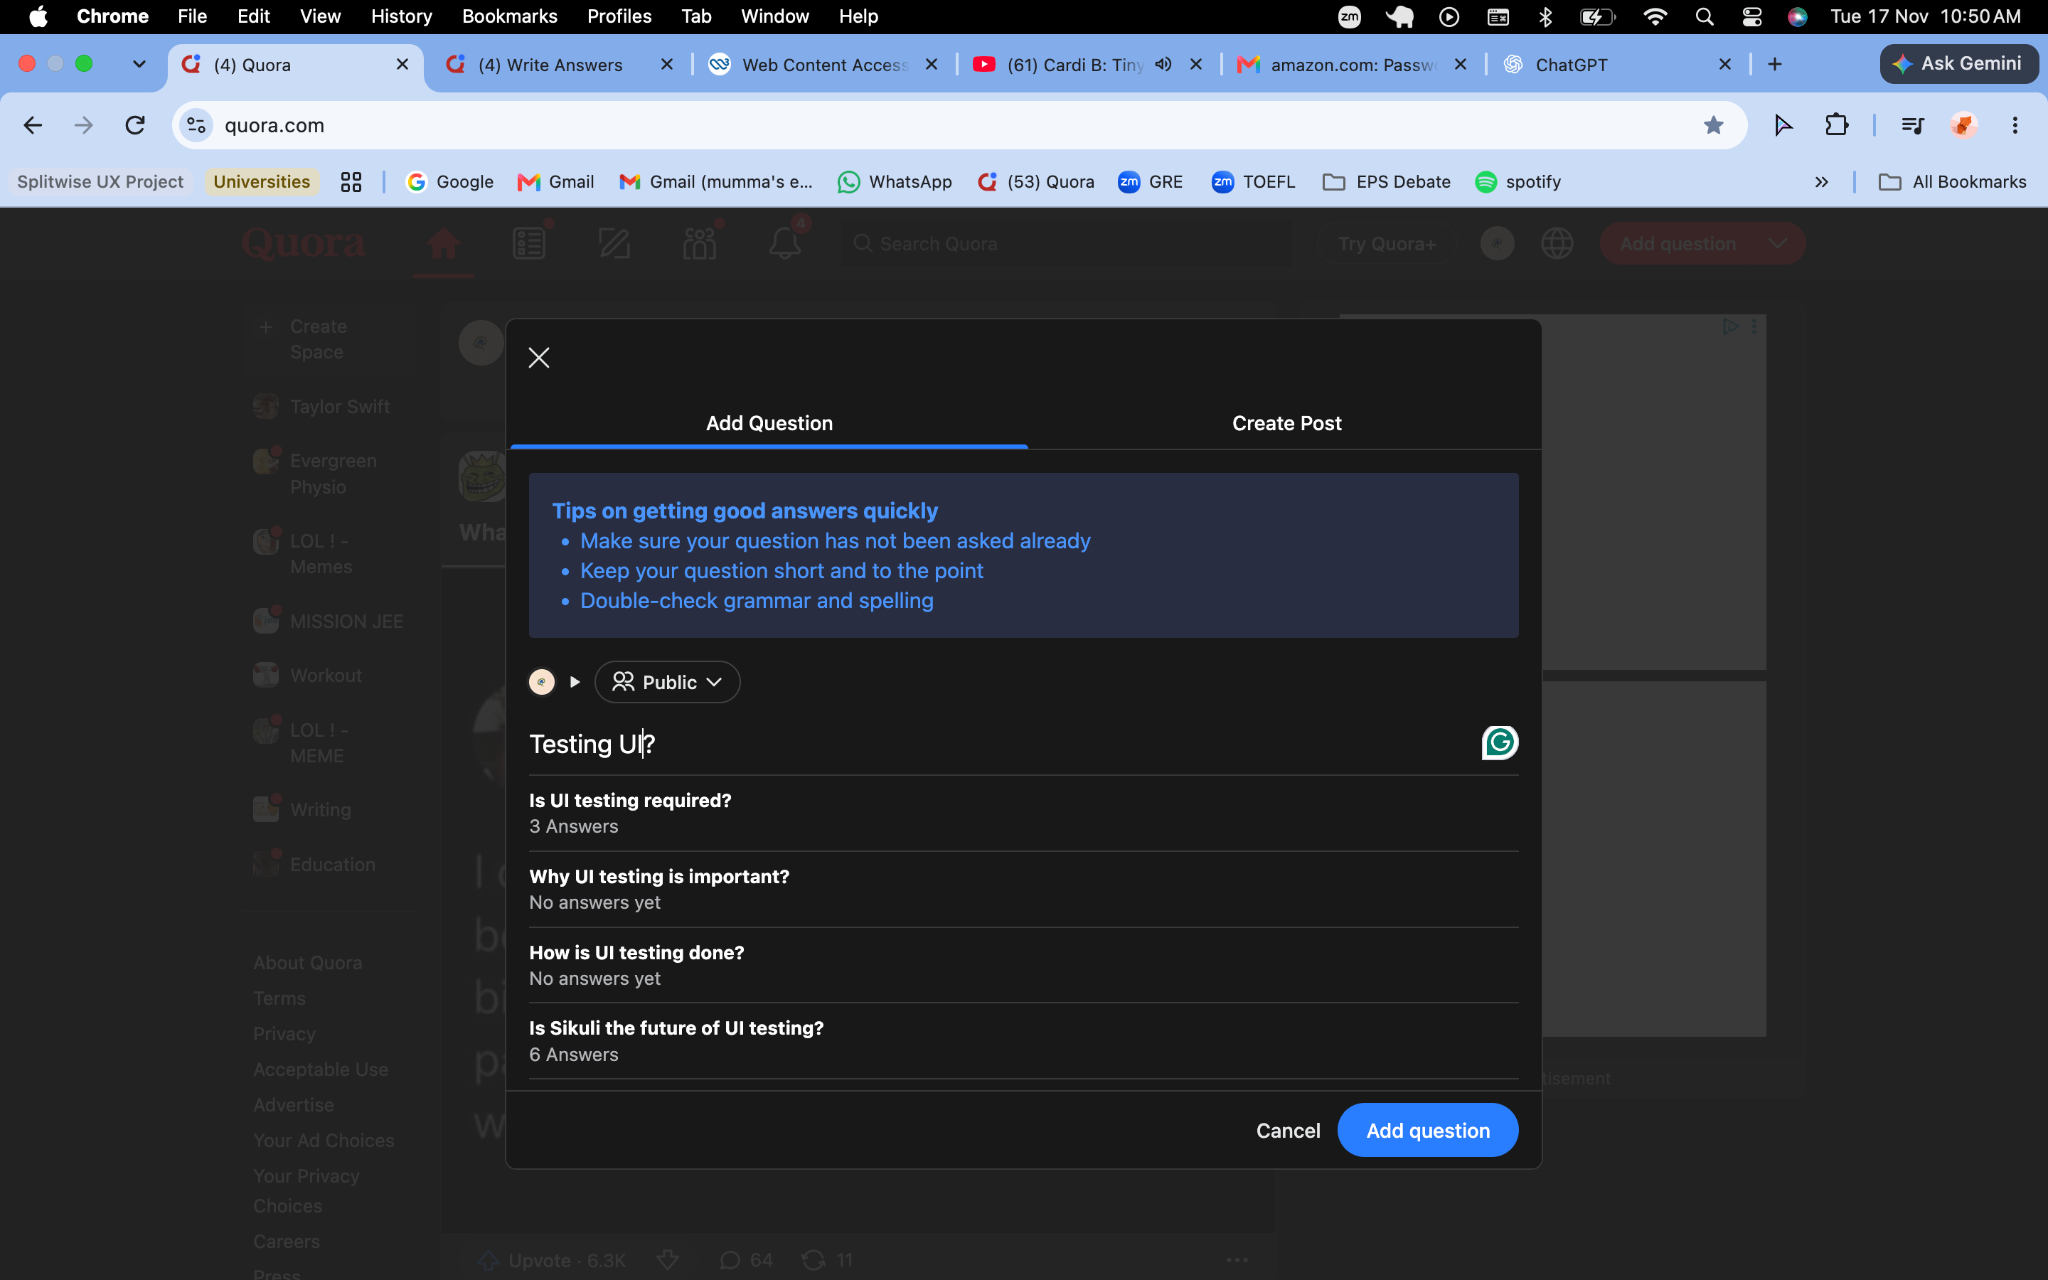 Chrome File Edit View History Bookmarks Profiles Tab Window Help zm Tue 17 Nov 10:50 AM
(4) Quora (4) Write Answers Web Content Access (61) Cardi B: Tiny amazon.com: Passw ChatGPT Ask Gemini
quora.com
Splitwise UX Project Universities Google Gmail Gmail (mumma's e... WhatsApp (53) Quora zm GRE zm TOEFL EPS Debate spotify » All Bookmarks
Quora 4 Search Quora Try Quora+ Add question
Create
Space
Taylor Swift
Evergreen
Physio
LOL ! -
Memes
MISSION JEE
Workout
LOL ! -
MEME
Writing
Education
About Quora
Terms
Privacy
Acceptable Use
Advertise
Your Ad Choices
Your Privacy
Choices
Careers
Press
Add Question Create Post
Tips on getting good answers quickly
• Make sure your question has not been asked already
• Keep your question short and to the point
• Double-check grammar and spelling
Public
Testing UI?
Is UI testing required?
3 Answers
Why UI testing is important?
No answers yet
How is UI testing done?
No answers yet
Is Sikuli the future of UI testing?
6 Answers
Cancel Add question
Wha
I
b
bi
p
W
tisement
Upvote · 6.3K 64 11